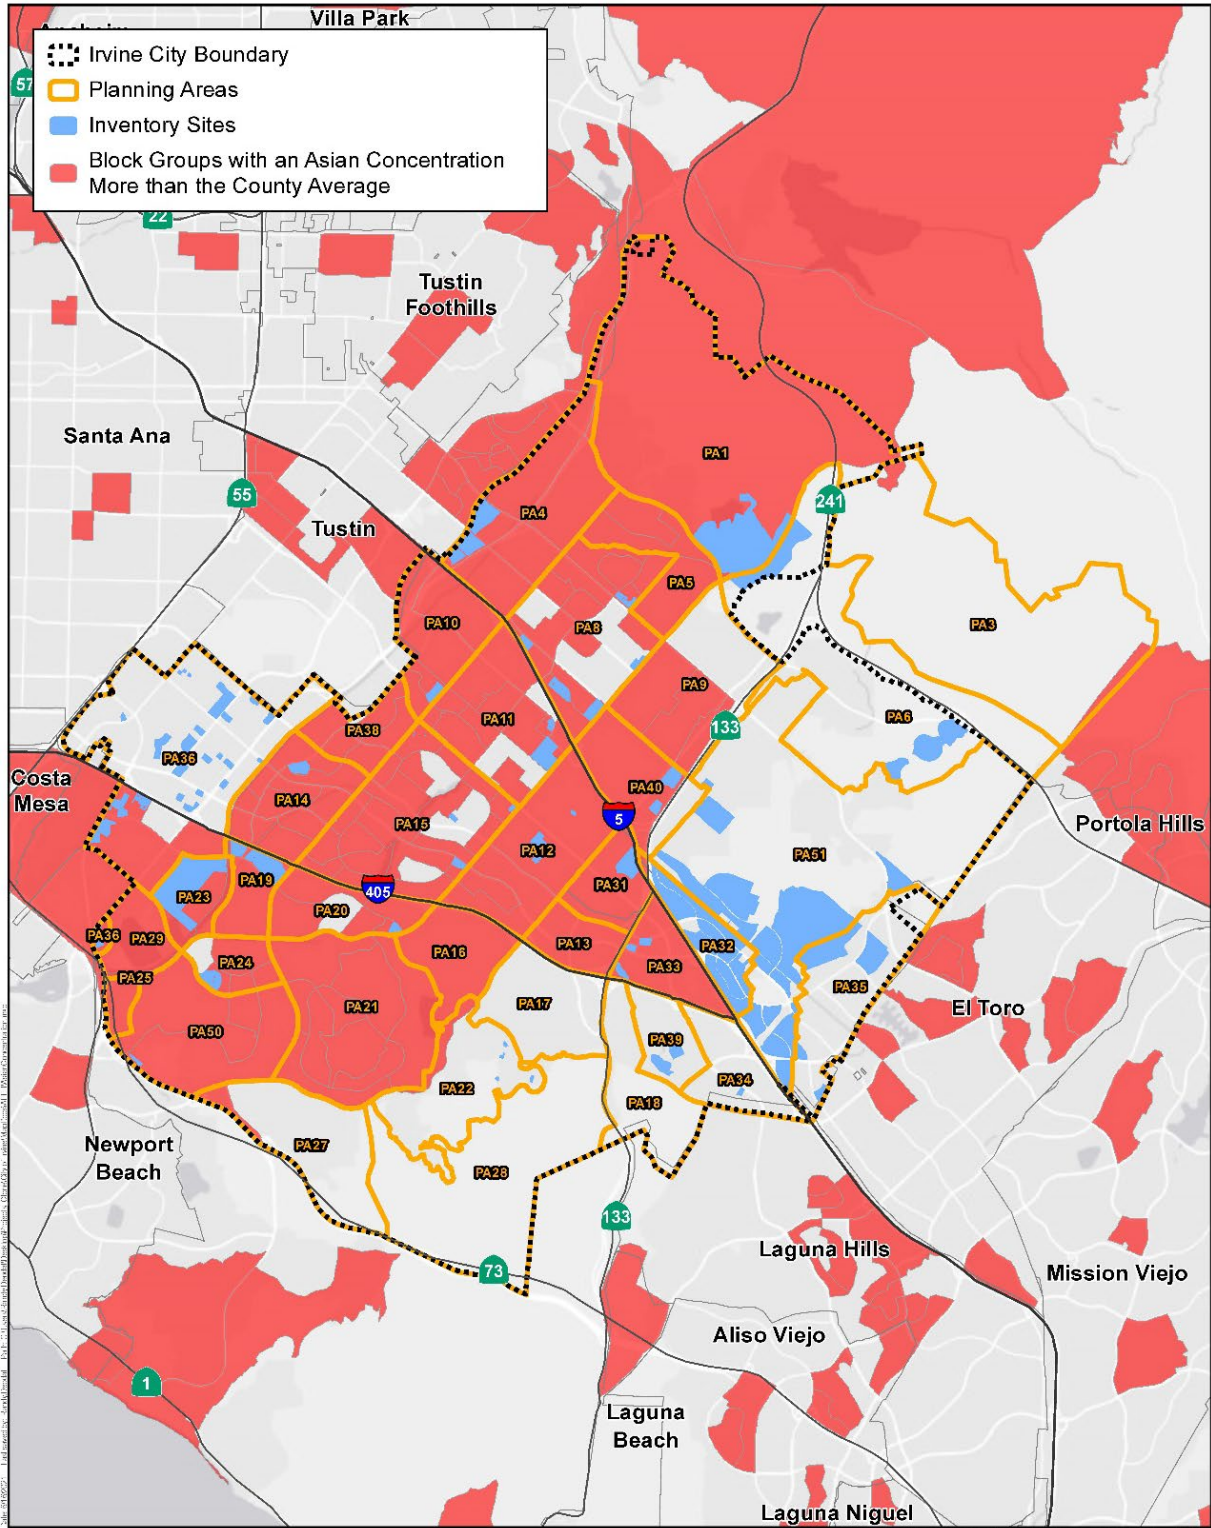 Villa Park
Irvine City Boundary
Planning Areas
Inventory Sites
Block Groups with an Asian Concentration
More than the County Average
57
22
Tustin
Foothills
Santa Ana
55
Tustin
PA1
241
PA4
PA5
PA10
PA8
PA3
PA9
PA11
PA6
133
PA38
PA36
Costa
Mesa
PA14
PA40
5
PA15
Portola Hills
PA12
PA51
PA19
PA31
405
PA23
PA20
PA36
PA29
PA13
PA32
PA16
PA24
PA33
PA25
PA35
PA17
PA21
El Toro
PA50
PA39
PA34
PA22
PA18
Newport
Beach
PA27
PA28
133
Laguna Hills
73
Mission Viejo
Aliso Viejo
1
Laguna
Beach
Laguna Niguel